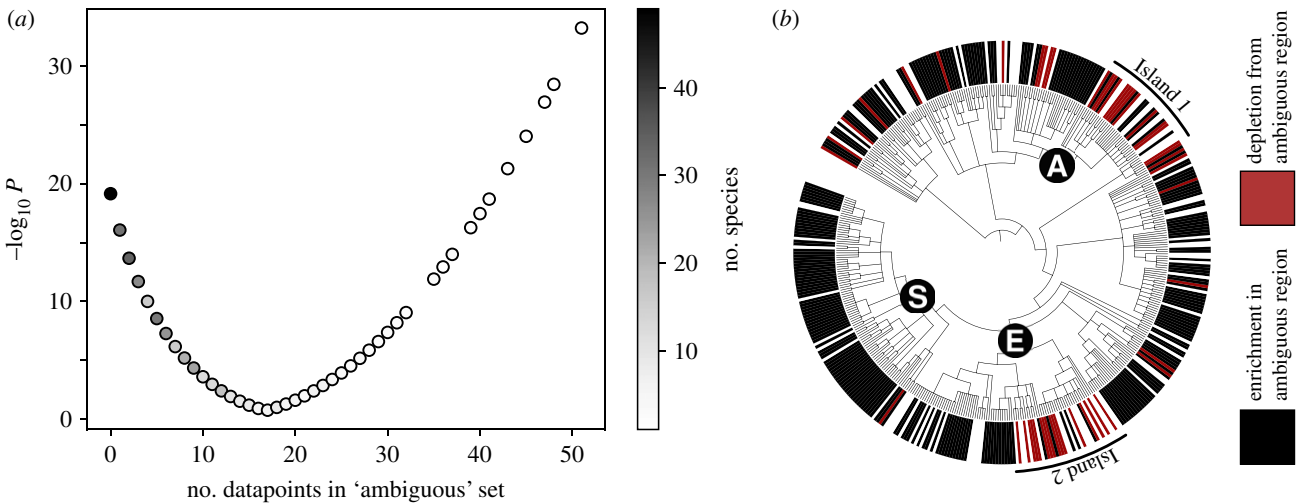 (a)
30
20
10
0
–log10 P
0
10
20
30
40
50
no. datapoints in ‘ambiguous’ set
40
30
20
10
no. species
(b)
Island 1
A
S
E
Island 2
depletion from
ambiguous region
enrichment in
ambiguous region